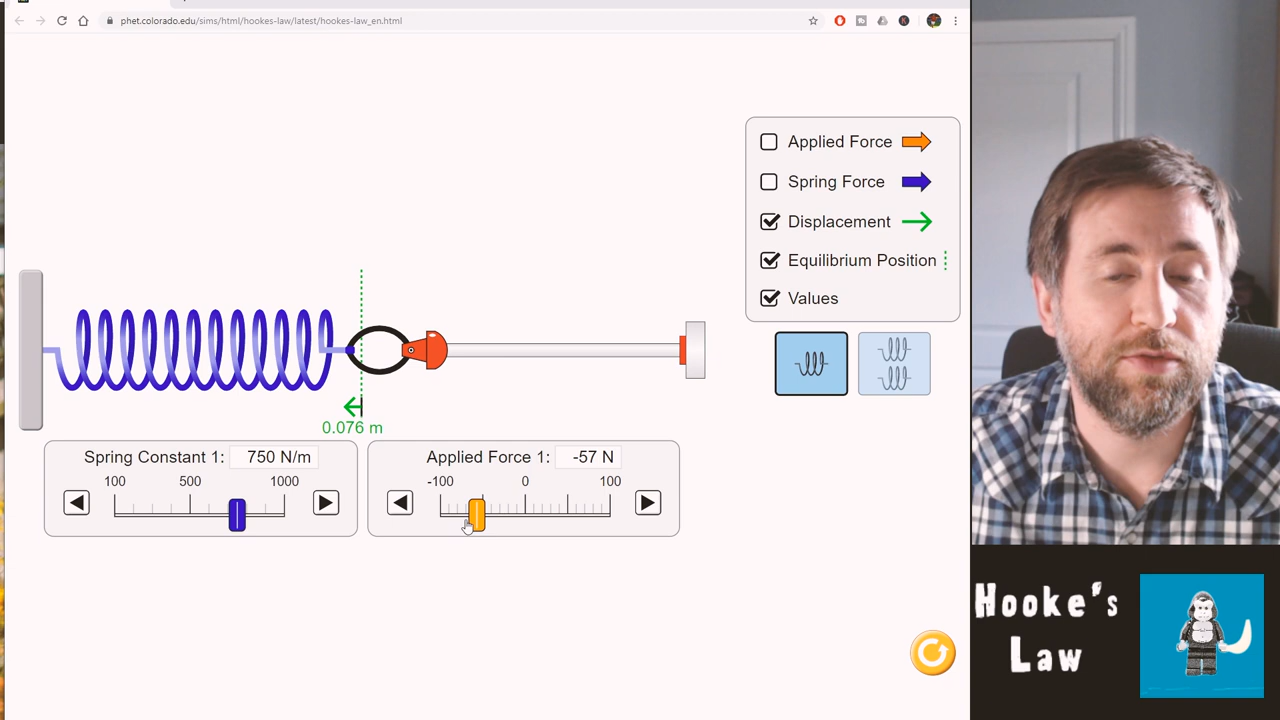 phet.colorado.edu/sims/html/hookes-law/latest/hookes-law_en.html
Applied Force
Spring Force
Displacement
Equilibrium Position
Values
0.076 m
Spring Constant 1: 750 N/m
100 500 1000
Applied Force 1: -57 N
-100 0 100
Hooke's
Law